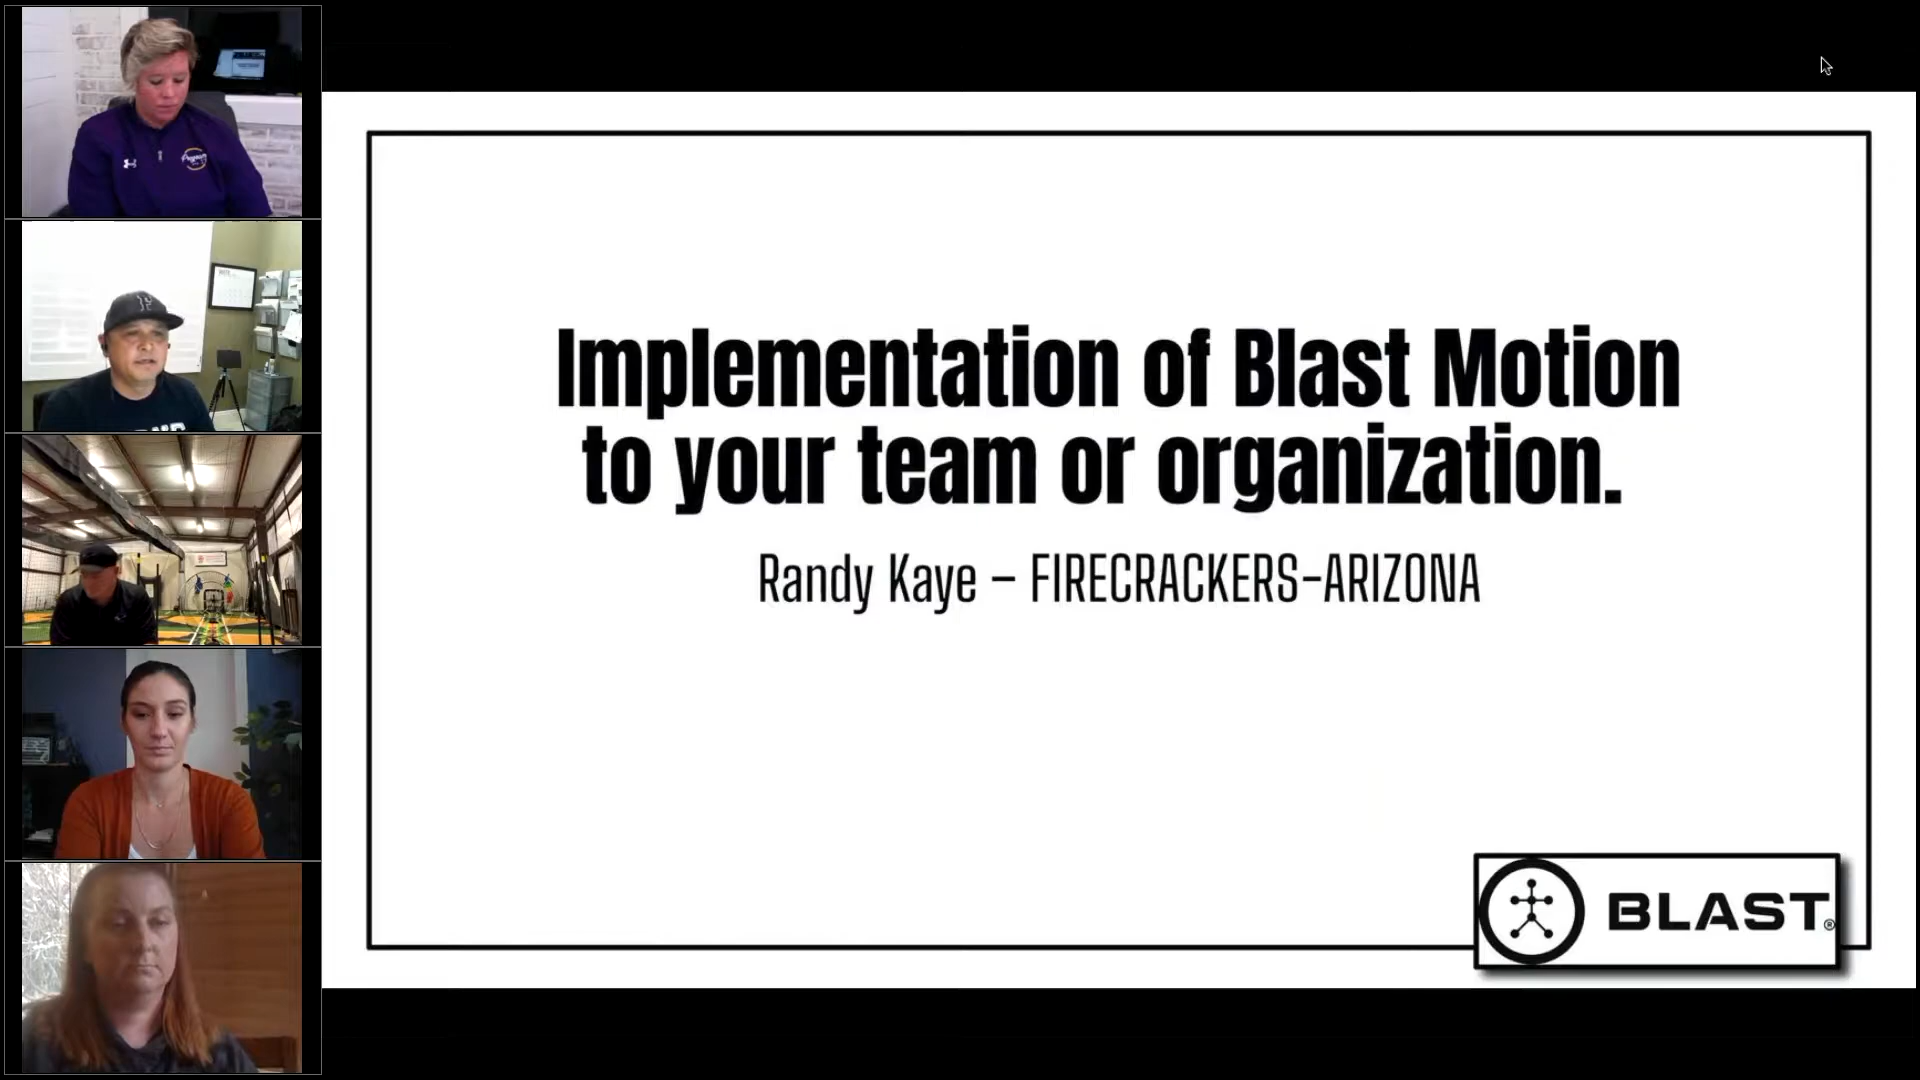 Implementation of Blast Motion
to your team or organization.
Randy Kaye – FIRECRACKERS-ARIZONA
BLAST®